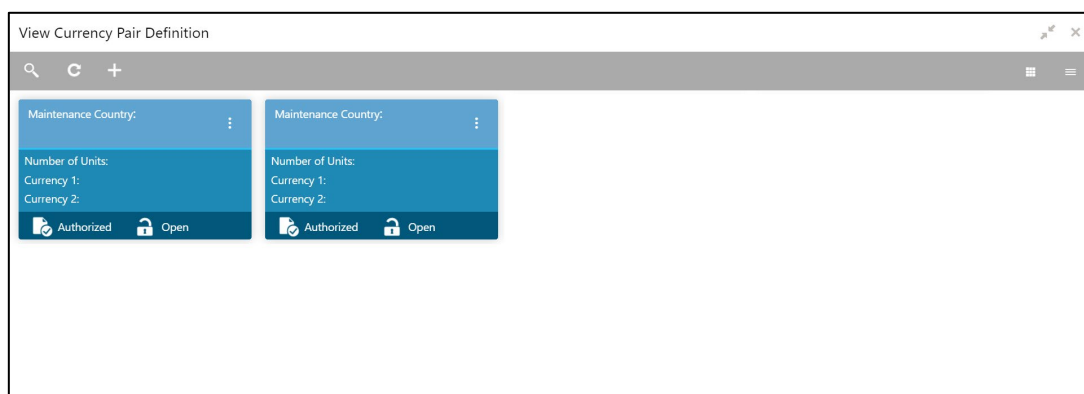 View Currency Pair Definition
Maintenance Country:
Number of Units:
Currency 1:
Currency 2:
Authorized Open
Maintenance Country:
Number of Units:
Currency 1:
Currency 2:
Authorized Open